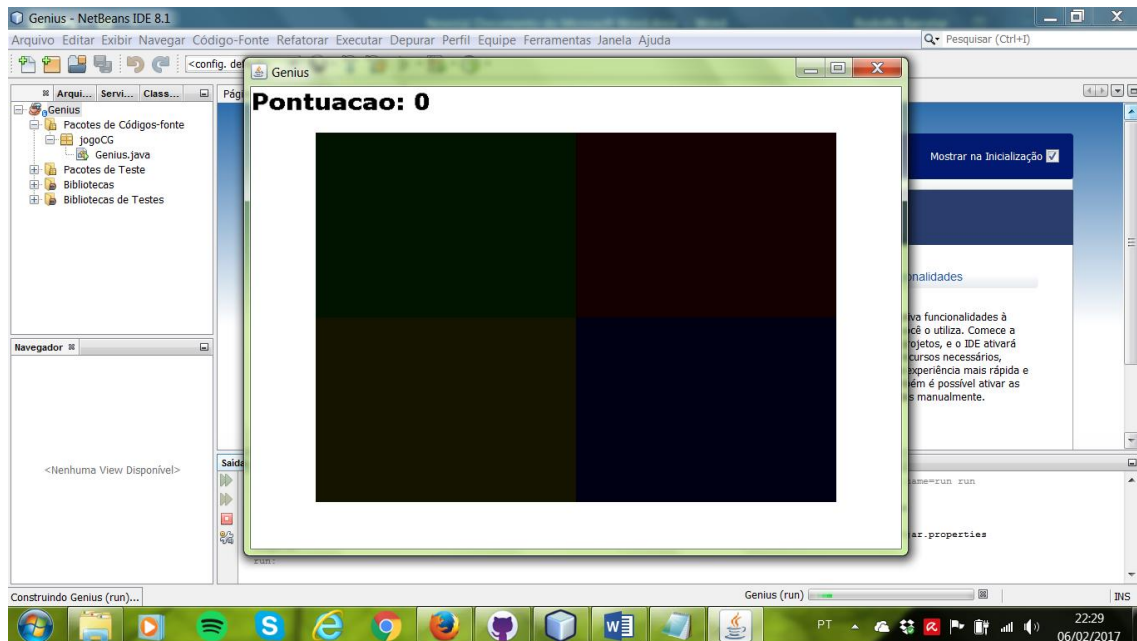 Genius - NetBeans IDE 8.1
Arquivo Editar Exibir Navegar Código-Fonte Refatorar Executar Depurar Perfil Equipe Ferramentas Janela Ajuda
Pesquisar (Ctrl+I)
<config. de
Genius
Arqui... Servi... Class...
Pági
Pontuacao: 0
Genius
Pacotes de Códigos-fonte
jogoCG
Genius.java
Pacotes de Teste
Bibliotecas
Bibliotecas de Testes
Mostrar na Inicialização
onalidades
va funcionalidades à
cê o utiliza. Comece a
rojetos, e o IDE ativará
cursos necessários,
experiência mais rápida e
bém é possível ativar as
s manualmente.
Navegador
<Nenhuma View Disponível>
Saída
ame=run run
ar.properties
run:
Construindo Genius (run)...
Genius (run)
INS
PT
22:29
06/02/2017